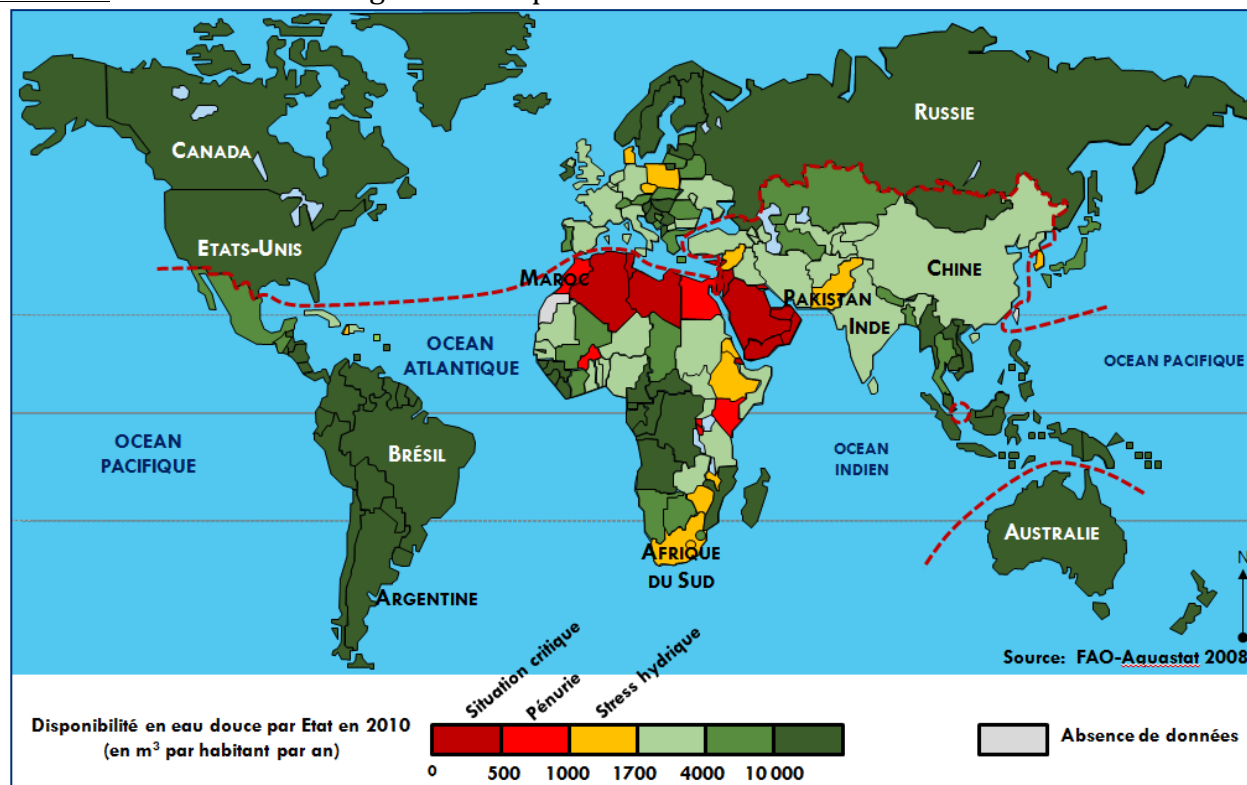 CANADA
RUSSIE
ETATS-UNIS
CHINE
MAROC
PAKISTAN
INDE
OCEAN
ATLANTIQUE
OCEAN PACIFIQUE
OCEAN
PACIFIQUE
BRÉSIL
OCEAN
INDIEN
AUSTRALIE
AFRIQUE
DU SUD
ARGENTINE
N
Source: FAO-Aquastat 2008
Situation critique
Pénurie
Stress hydrique
Disponibilité en eau douce par Etat en 2010
(en m³ par habitant par an)
0 500 1000 1700 4000 10 000
Absence de données